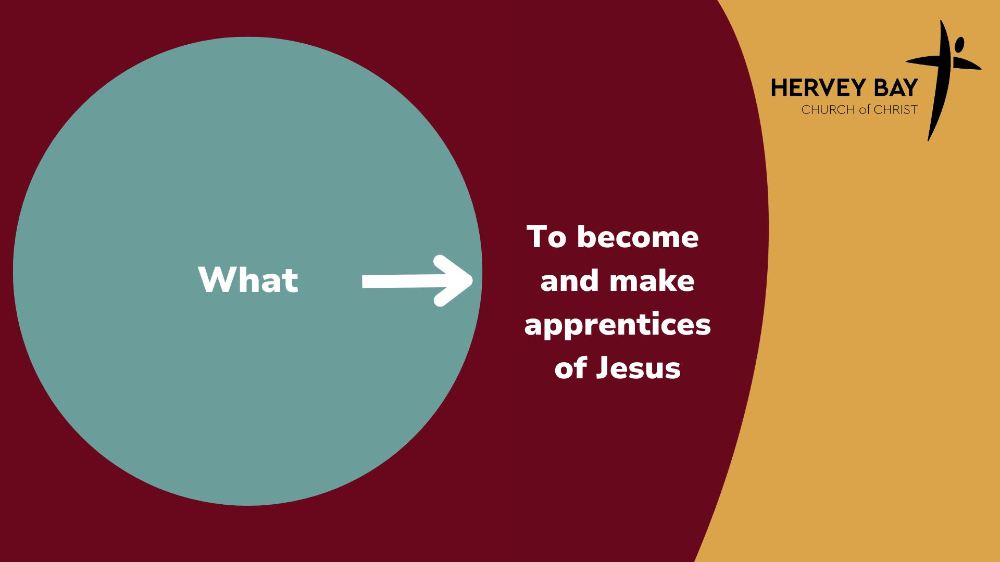 HERVEY BAY
CHURCH of CHRIST
What
To become
and make
apprentices
of Jesus